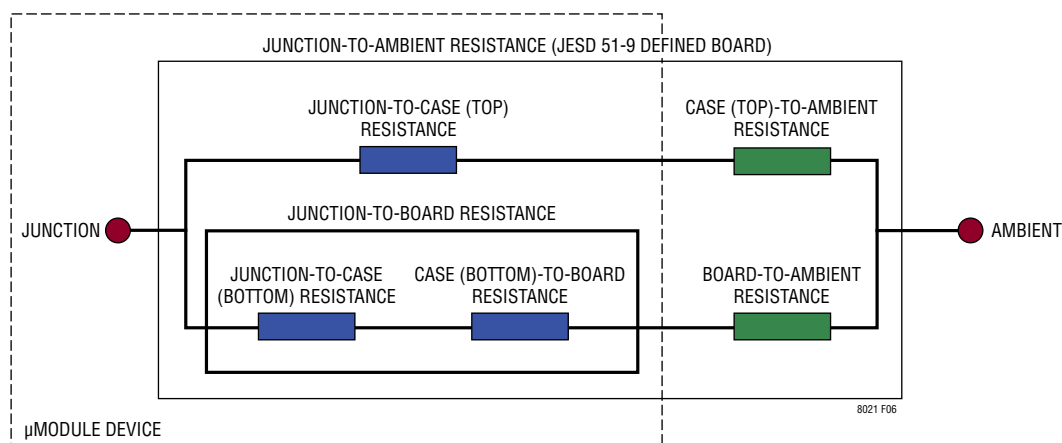 JUNCTION-TO-AMBIENT RESISTANCE (JESD 51-9 DEFINED BOARD)
JUNCTION-TO-CASE (TOP)
RESISTANCE
CASE (TOP)-TO-AMBIENT
RESISTANCE
JUNCTION-TO-BOARD RESISTANCE
JUNCTION
AMBIENT
JUNCTION-TO-CASE
(BOTTOM) RESISTANCE
CASE (BOTTOM)-TO-BOARD
RESISTANCE
BOARD-TO-AMBIENT
RESISTANCE
8021 F06
µMODULE DEVICE